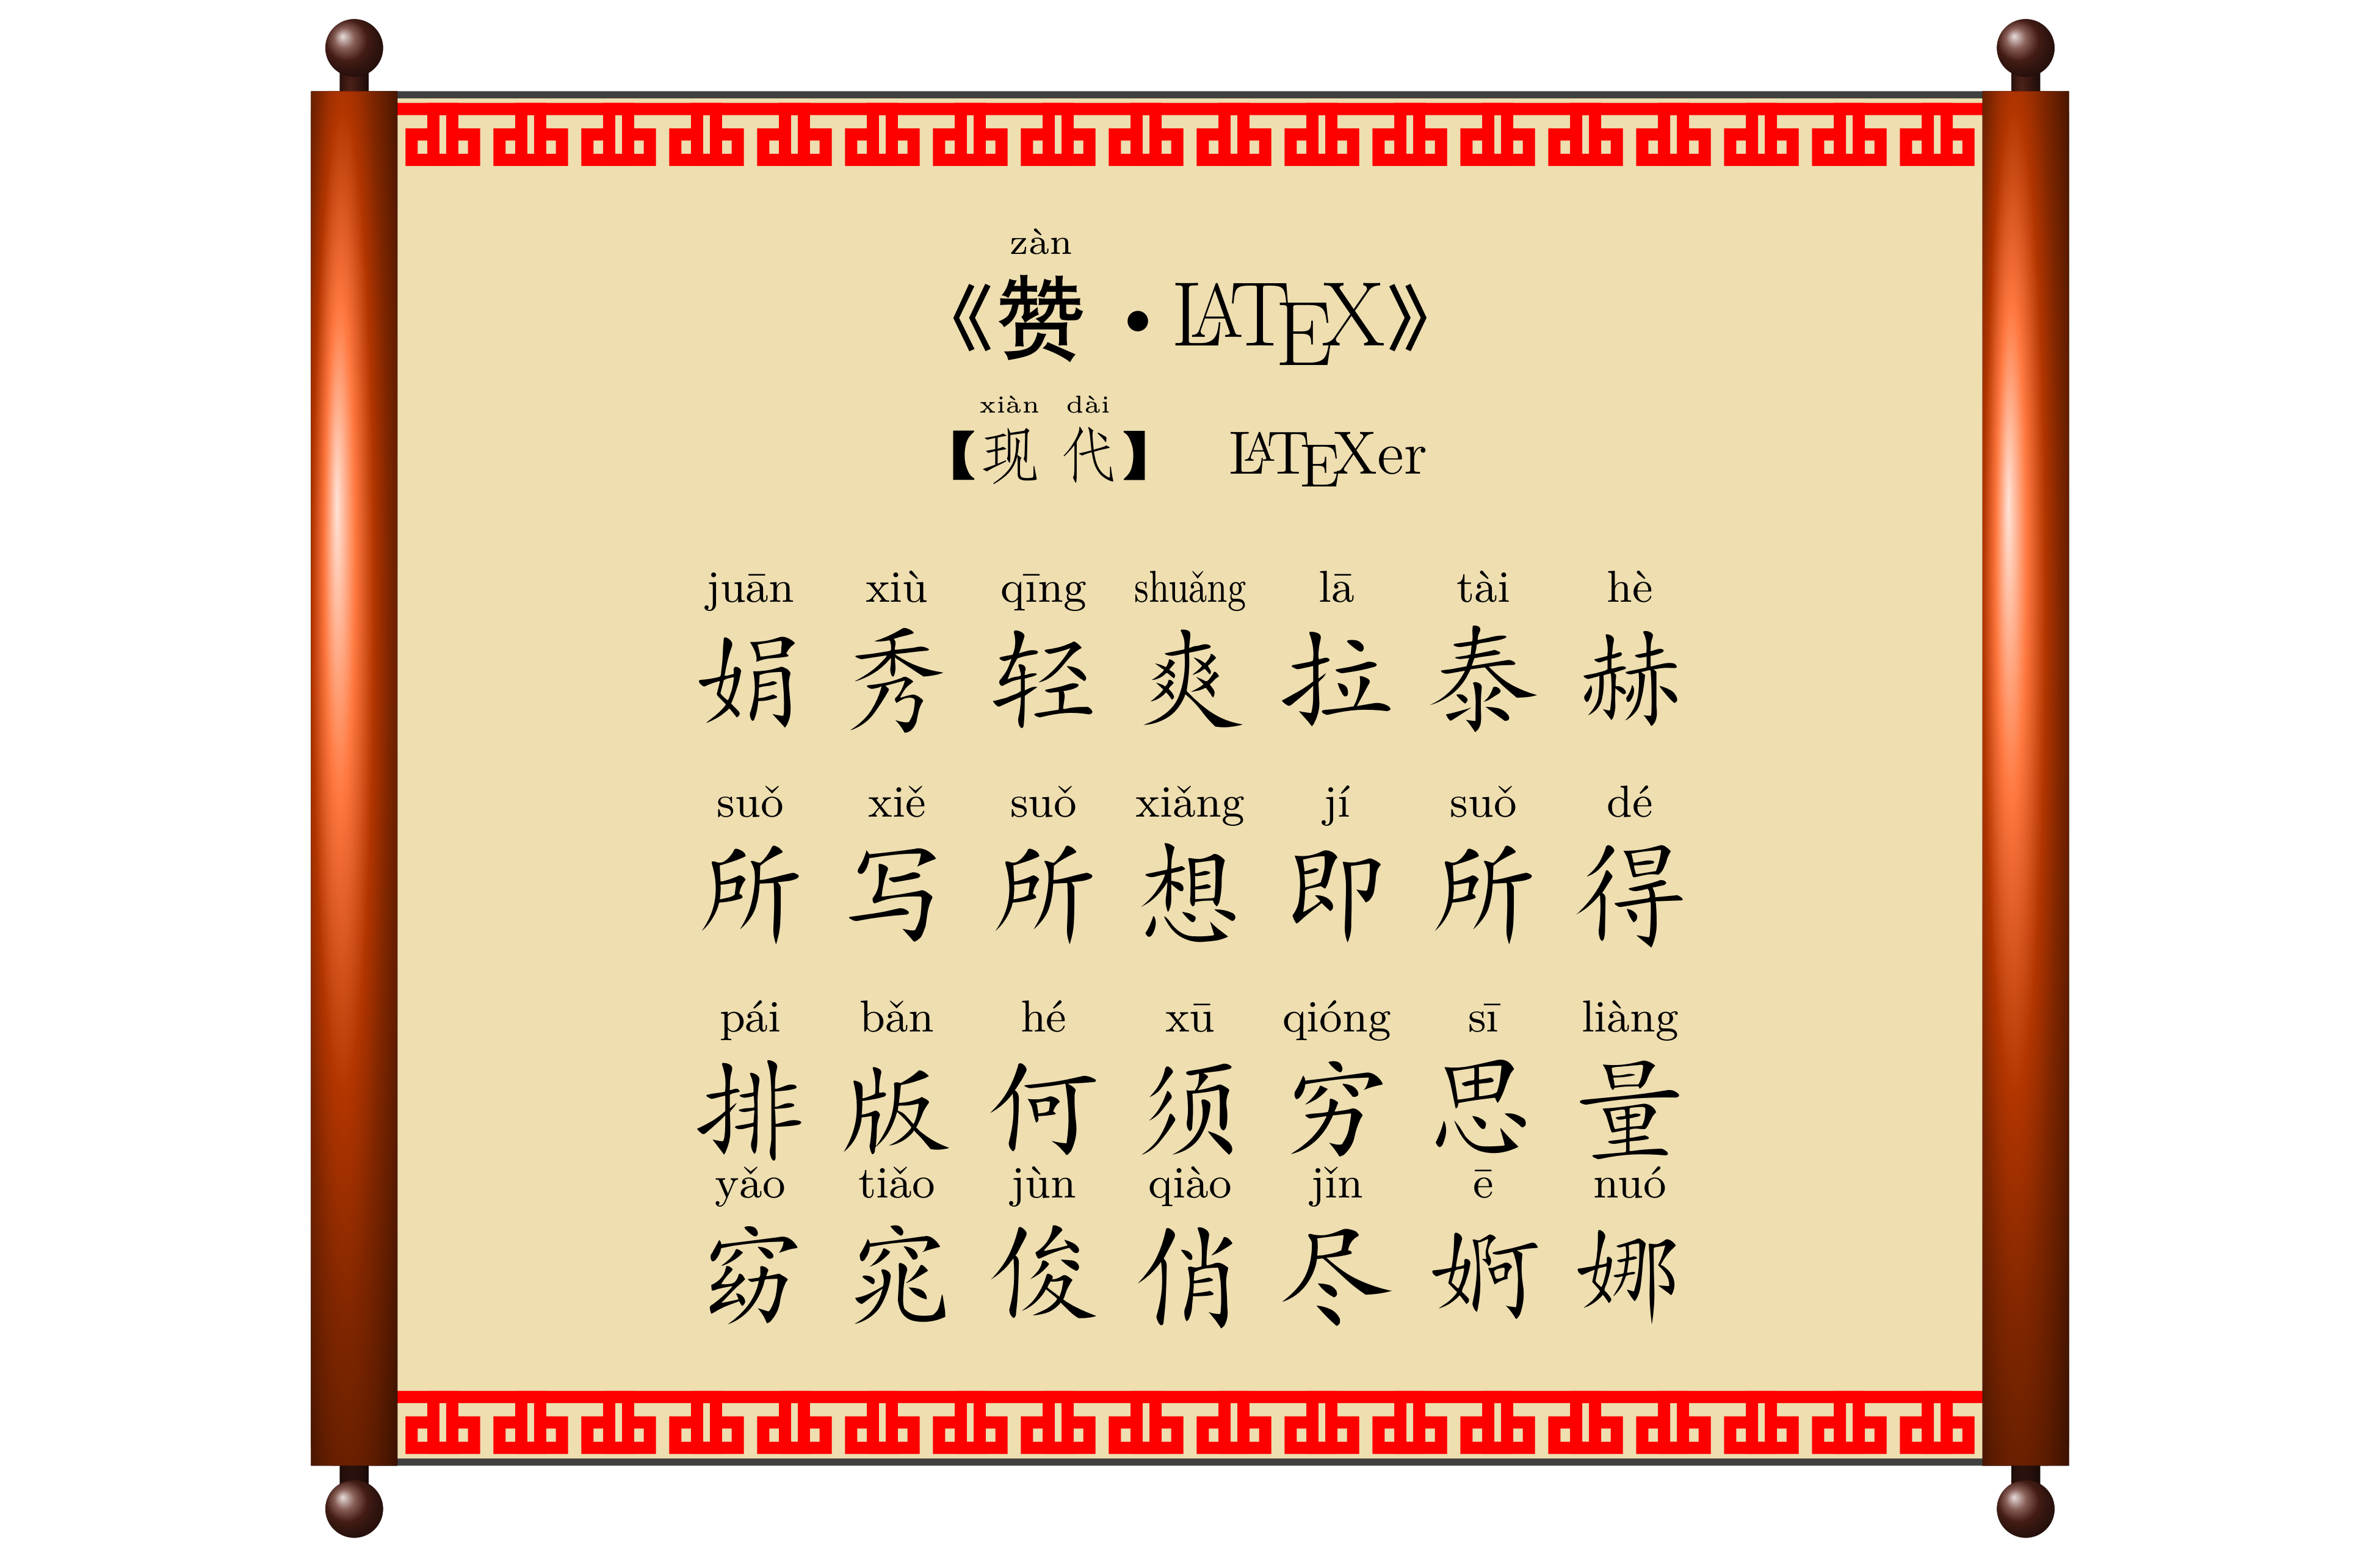 zàn
《赞 • LATEX》
xiàn dài
【现 代】 LATEXer
juān xiù qīng shuǎng lā tài hè
娟 秀 轻 爽 拉 泰 赫
suǒ xiě suǒ xiǎng jí suǒ dé
所 写 所 想 即 所 得
pái bǎn hé xū qióng sī liàng
排 版 何 须 穷 思 量
yǎo tiǎo jùn qiào jǐn ē nuó
窈 窕 俊 俏 尽 婀 娜